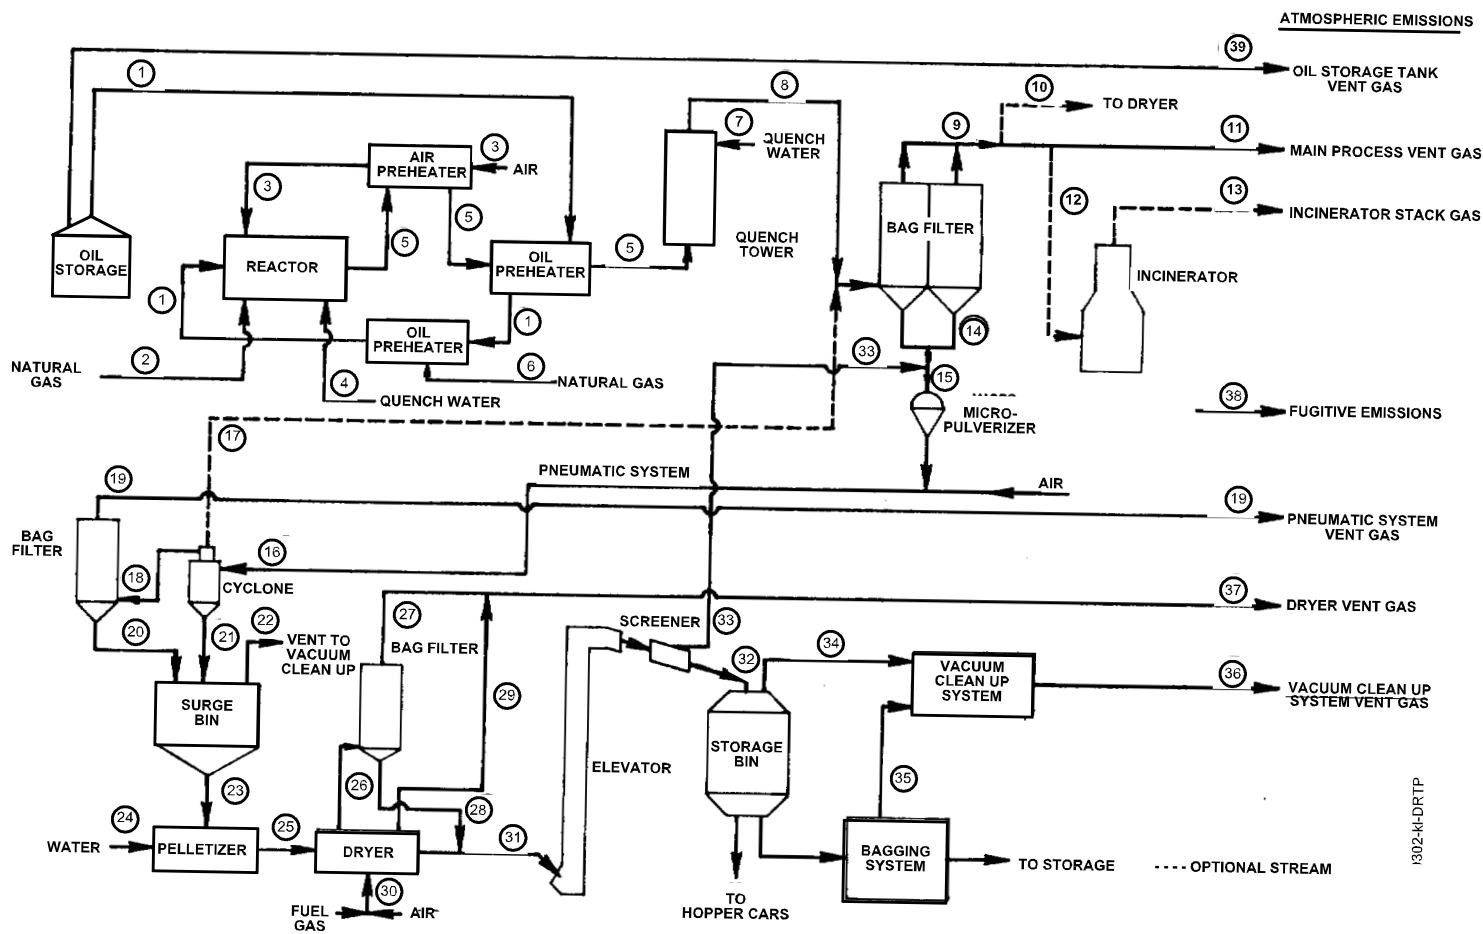 ATMOSPHERIC EMISSIONS
39
OIL STORAGE TANK
VENT GAS
1
8
10
TO DRYER
7
QUENCH
WATER
9
11
MAIN PROCESS VENT GAS
3
AIR
AIR
PREHEATER
3
5
5
5
12
13
INCINERATOR STACK GAS
OIL
STORAGE
REACTOR
OIL
PREHEATER
QUENCH
TOWER
BAG FILTER
INCINERATOR
1
1
OIL
PREHEATER
14
33
15
NATURAL
GAS
2
4
QUENCH WATER
6
NATURAL GAS
MICRO-
PULVERIZER
38
FUGITIVE EMISSIONS
17
PNEUMATIC SYSTEM
AIR
19
19
PNEUMATIC SYSTEM
VENT GAS
BAG
FILTER
16
18
CYCLONE
27
37
DRYER VENT GAS
20
21
22
VENT TO
VACUUM
CLEAN UP
BAG FILTER
SCREENER
33
32
34
VACUUM
CLEAN UP
SYSTEM
36
VACUUM CLEAN UP
SYSTEM VENT GAS
SURGE
BIN
29
STORAGE
BIN
ELEVATOR
35
23
26
28
24
WATER
PELLETIZER
25
DRYER
31
BAGGING
SYSTEM
TO STORAGE
---- OPTIONAL STREAM
30
FUEL
GAS
AIR
TO
HOPPER CARS